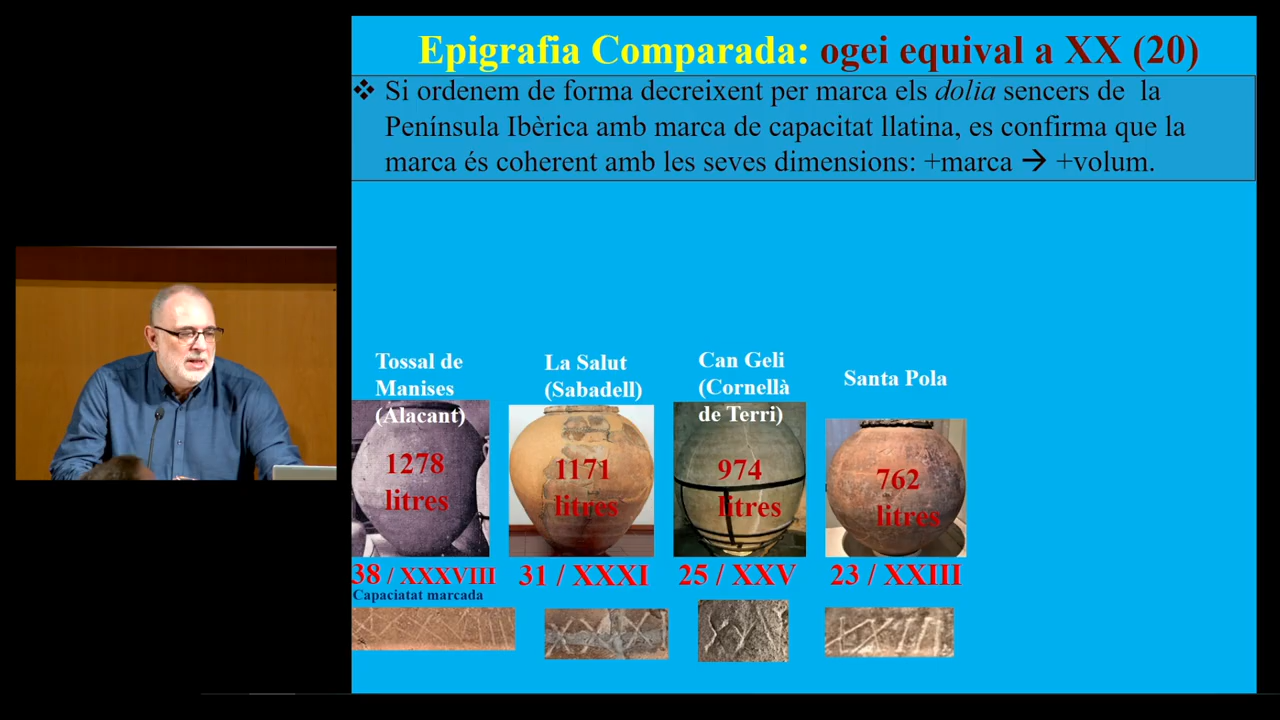 Epigrafia Comparada: ogei equival a XX (20)
❖ Si ordenem de forma decreixent per marca els dolia sencers de la
Península Ibèrica amb marca de capacitat llatina, es confirma que la
marca és coherent amb les seves dimensions: +marca → +volum.
Tossal de
Manises
(Alacant)
1278
litres
38 / XXXVIII
Capaciatat marcada
La Salut
(Sabadell)
1171
litres
31 / XXXI
Can Geli
(Cornellà
de Terri)
974
litres
25 / XXV
Santa Pola
762
litres
23 / XXIII